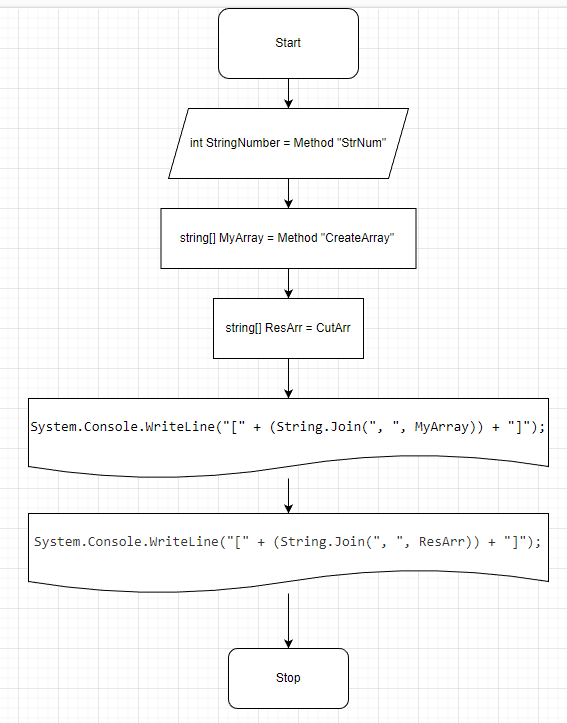 Start
int StringNumber = Method "StrNum"
string[] MyArray = Method "CreateArray"
string[] ResArr = CutArr
System.Console.WriteLine("[" + (String.Join(", ", MyArray)) + "]");
System.Console.WriteLine("[" + (String.Join(", ", ResArr)) + "]");
Stop